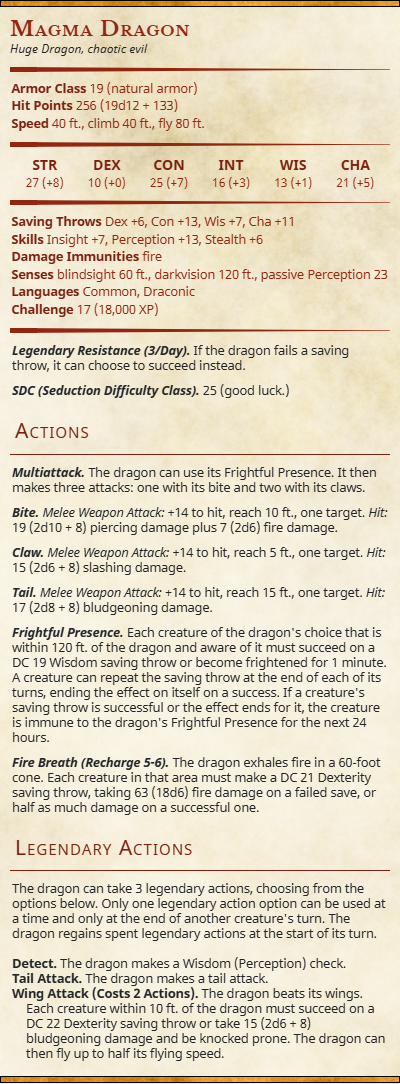 Magma Dragon
Huge Dragon, chaotic evil
Armor Class 19 (natural armor)
Hit Points 256 (19d12 + 133)
Speed 40 ft., climb 40 ft., fly 80 ft.
STR DEX CON INT WIS CHA
27 (+8) 10 (+0) 25 (+7) 16 (+3) 13 (+1) 21 (+5)
Saving Throws Dex +6, Con +13, Wis +7, Cha +11
Skills Insight +7, Perception +13, Stealth +6
Damage Immunities fire
Senses blindsight 60 ft., darkvision 120 ft., passive Perception 23
Languages Common, Draconic
Challenge 17 (18,000 XP)
Legendary Resistance (3/Day). If the dragon fails a saving
throw, it can choose to succeed instead.
SDC (Seduction Difficulty Class). 25 (good luck.)
Actions
Multiattack. The dragon can use its Frightful Presence. It then
makes three attacks: one with its bite and two with its claws.
Bite. Melee Weapon Attack: +14 to hit, reach 10 ft., one target. Hit:
19 (2d10 + 8) piercing damage plus 7 (2d6) fire damage.
Claw. Melee Weapon Attack: +14 to hit, reach 5 ft., one target. Hit:
15 (2d6 + 8) slashing damage.
Tail. Melee Weapon Attack: +14 to hit, reach 15 ft., one target. Hit:
17 (2d8 + 8) bludgeoning damage.
Frightful Presence. Each creature of the dragon's choice that is
within 120 ft. of the dragon and aware of it must succeed on a
DC 19 Wisdom saving throw or become frightened for 1 minute.
A creature can repeat the saving throw at the end of each of its
turns, ending the effect on itself on a success. If a creature's
saving throw is successful or the effect ends for it, the creature
is immune to the dragon's Frightful Presence for the next 24
hours.
Fire Breath (Recharge 5-6). The dragon exhales fire in a 60-foot
cone. Each creature in that area must make a DC 21 Dexterity
saving throw, taking 63 (18d6) fire damage on a failed save, or
half as much damage on a successful one.
Legendary Actions
The dragon can take 3 legendary actions, choosing from the
options below. Only one legendary action option can be used at
a time and only at the end of another creature's turn. The
dragon regains spent legendary actions at the start of its turn.
Detect. The dragon makes a Wisdom (Perception) check.
Tail Attack. The dragon makes a tail attack.
Wing Attack (Costs 2 Actions). The dragon beats its wings.
Each creature within 10 ft. of the dragon must succeed on a
DC 22 Dexterity saving throw or take 15 (2d6 + 8)
bludgeoning damage and be knocked prone. The dragon can
then fly up to half its flying speed.